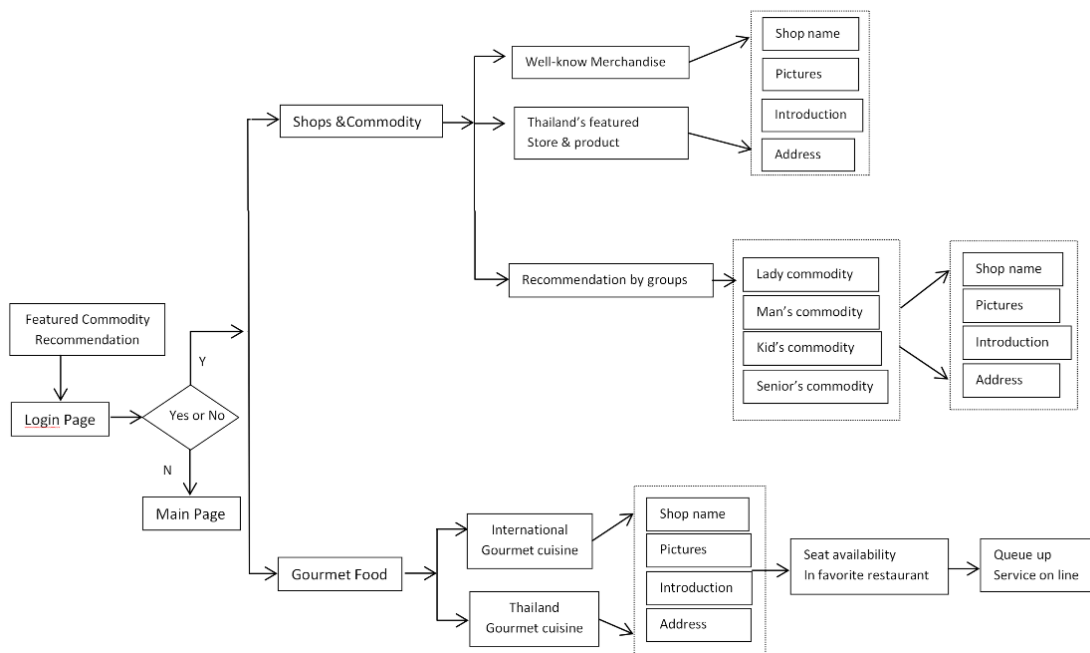 Featured Commodity
Recommendation
Login Page
Yes or No
Y
N
Main Page
Shops &Commodity
Well-know Merchandise
Thailand's featured
Store & product
Shop name
Pictures
Introduction
Address
Recommendation by groups
Lady commodity
Man's commodity
Kid's commodity
Senior's commodity
Shop name
Pictures
Introduction
Address
Gourmet Food
International
Gourmet cuisine
Thailand
Gourmet cuisine
Shop name
Pictures
Introduction
Address
Seat availability
In favorite restaurant
Queue up
Service on line